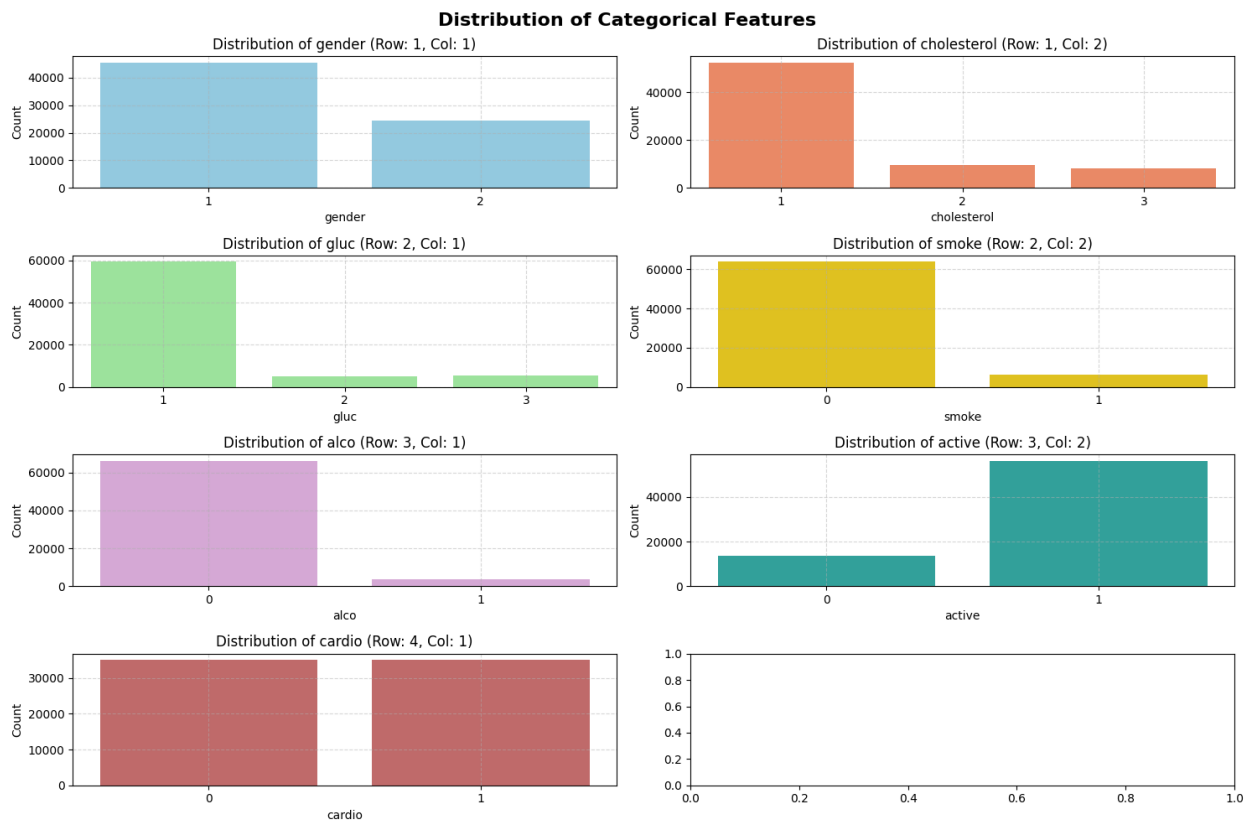 Distribution of Categorical Features
Distribution of gender (Row: 1, Col: 1)
Count
40000
30000
20000
10000
0
1 2
gender
Distribution of cholesterol (Row: 1, Col: 2)
Count
40000
20000
0
1 2 3
cholesterol
Distribution of gluc (Row: 2, Col: 1)
Count
60000
40000
20000
0
1 2 3
gluc
Distribution of smoke (Row: 2, Col: 2)
Count
60000
40000
20000
0
0 1
smoke
Distribution of alco (Row: 3, Col: 1)
Count
60000
40000
20000
0
0 1
alco
Distribution of active (Row: 3, Col: 2)
Count
40000
20000
0
0 1
active
Distribution of cardio (Row: 4, Col: 1)
Count
30000
20000
10000
0
0 1
cardio
1.0
0.8
0.6
0.4
0.2
0.0
0.0 0.2 0.4 0.6 0.8 1.0